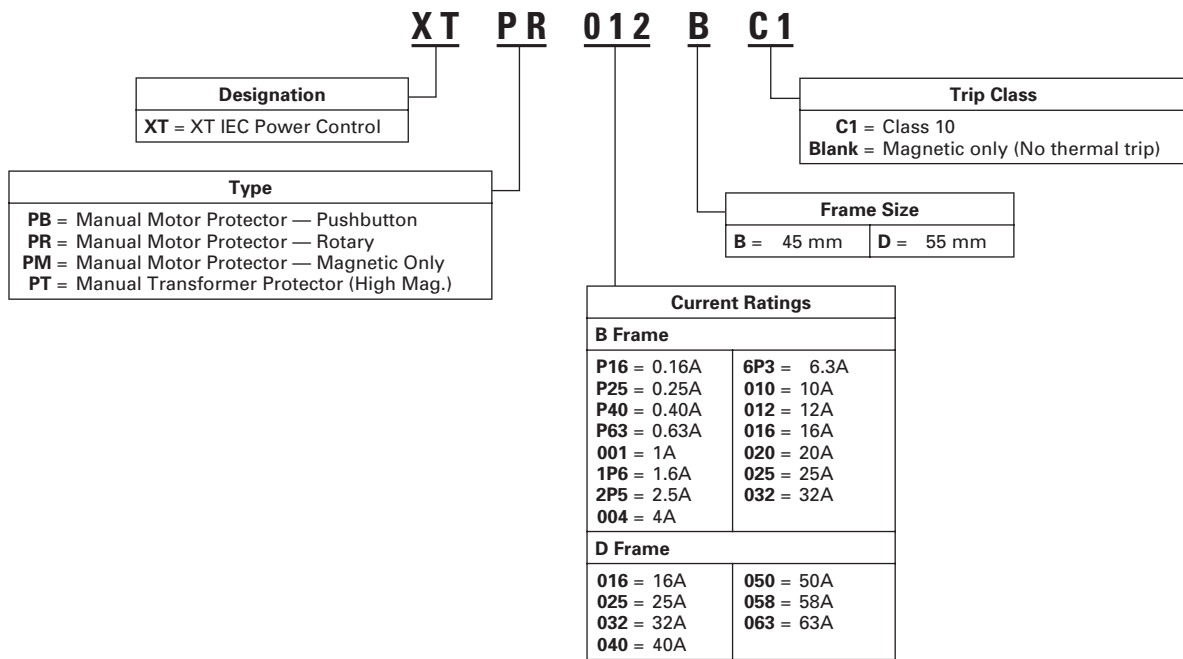 XT PR 012 B C1
Designation
XT = XT IEC Power Control
Type
PB = Manual Motor Protector — Pushbutton
PR = Manual Motor Protector — Rotary
PM = Manual Motor Protector — Magnetic Only
PT = Manual Transformer Protector (High Mag.)
Trip Class
C1 = Class 10
Blank = Magnetic only (No thermal trip)
Frame Size
B = 45 mm
D = 55 mm
Current Ratings
B Frame
P16 = 0.16A
P25 = 0.25A
P40 = 0.40A
P63 = 0.63A
001 = 1A
1P6 = 1.6A
2P5 = 2.5A
004 = 4A
6P3 = 6.3A
010 = 10A
012 = 12A
016 = 16A
020 = 20A
025 = 25A
032 = 32A
D Frame
016 = 16A
025 = 25A
032 = 32A
040 = 40A
050 = 50A
058 = 58A
063 = 63A